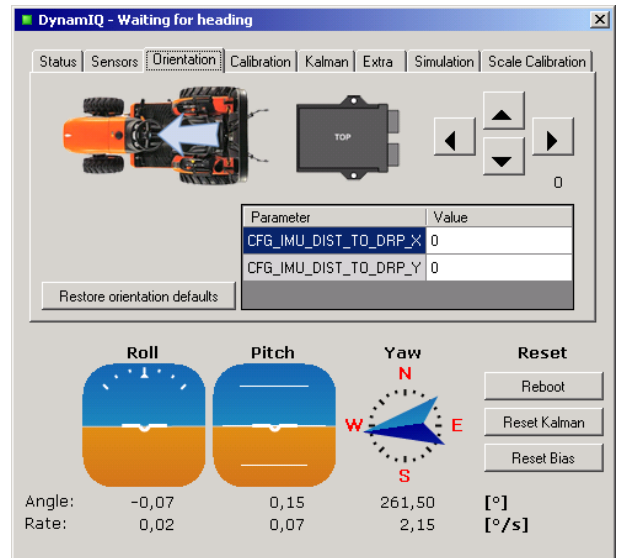 DynamIQ - Waiting for heading
Status Sensors Orientation Calibration Kalman Extra Simulation Scale Calibration
TOP
0
Parameter Value
CFG_IMU_DIST_TO_DRP_X 0
CFG_IMU_DIST_TO_DRP_Y 0
Restore orientation defaults
Roll Pitch Yaw Reset
N
Reboot
W E
Reset Kalman
Reset Bias
S
Angle: -0,07 0,15 261,50 [°]
Rate: 0,02 0,07 2,15 [°/s]